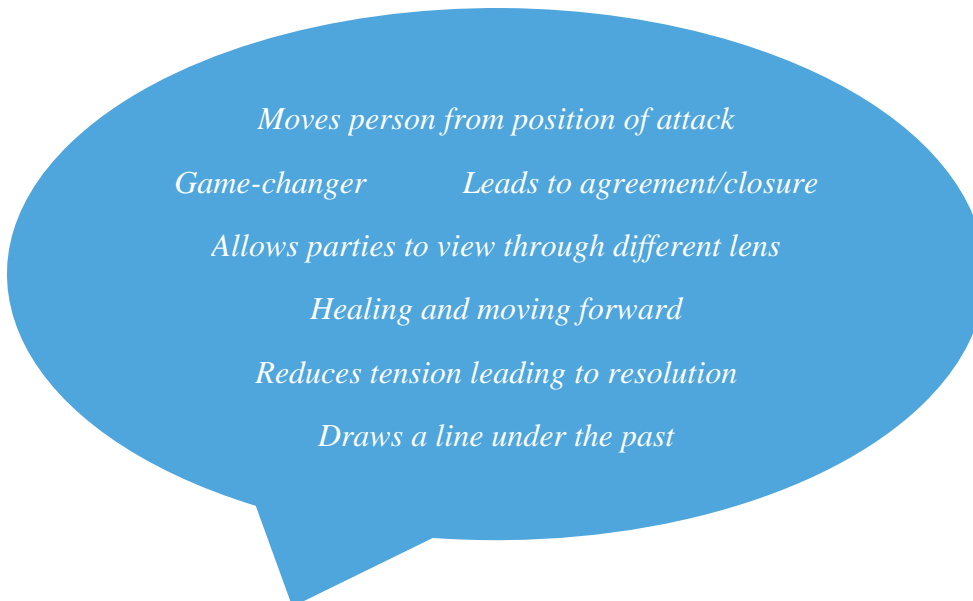 Moves person from position of attack
Game-changer Leads to agreement/closure
Allows parties to view through different lens
Healing and moving forward
Reduces tension leading to resolution
Draws a line under the past